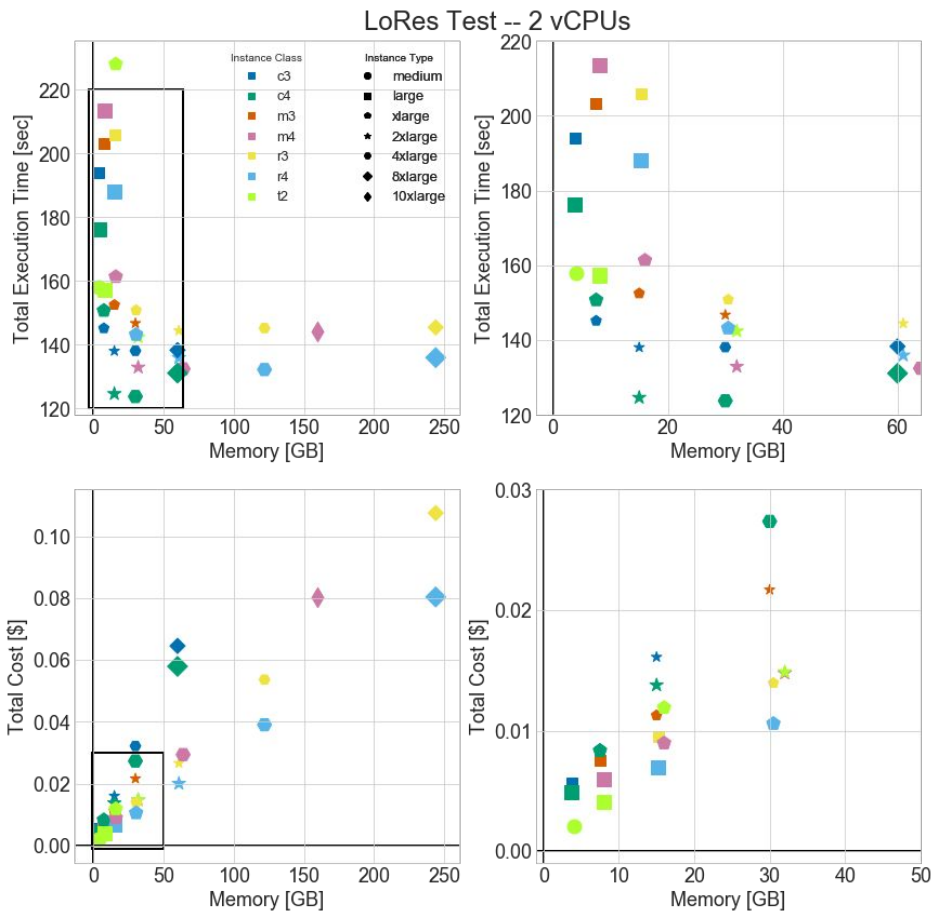 LoRes Test -- 2 vCPUs
Total Execution Time [sec]
220
200
180
160
140
120
Instance Class
c3
c4
m3
m4
r3
r4
t2
Instance Type
medium
large
xlarge
2xlarge
4xlarge
8xlarge
10xlarge
0 50 100 150 200 250
Memory [GB]
Total Execution Time [sec]
220
200
180
160
140
120
0 20 40 60
Memory [GB]
Total Cost [$]
0.10
0.08
0.06
0.04
0.02
0.00
0 50 100 150 200 250
Memory [GB]
Total Cost [$]
0.03
0.02
0.01
0.00
0 10 20 30 40 50
Memory [GB]